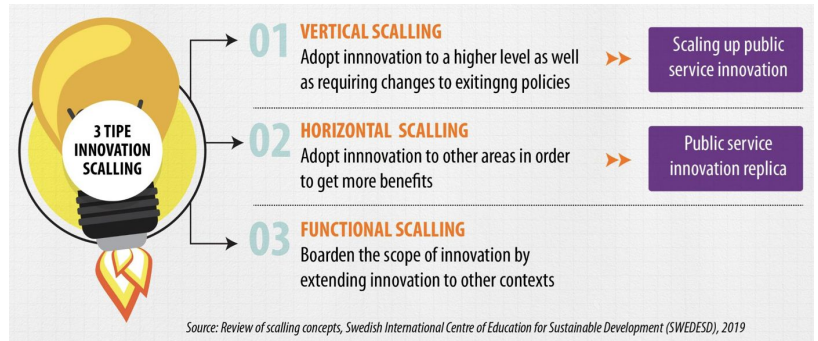 3 TIPE
INNOVATION
SCALLING
01
VERTICAL SCALLING
Adopt innnovation to a higher level as well
as requiring changes to exitingng policies
Scaling up public
service innovation
02
HORIZONTAL SCALLING
Adopt innnovation to other areas in order
to get more benefits
Public service
innovation replica
03
FUNCTIONAL SCALLING
Boarden the scope of innovation by
extending innovation to other contexts
Source: Review of scalling concepts, Swedish International Centre of Education for Sustainable Development (SWEDESD), 2019